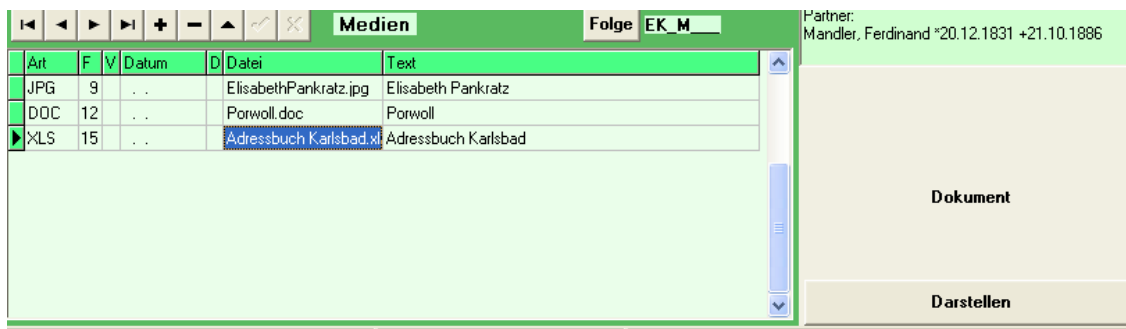 Medien Folge EK_M___
Art F V Datum D Datei Text
JPG 9 . . ElisabethPankratz.jpg Elisabeth Pankratz
DOC 12 . . Porwoll.doc Porwoll
XLS 15 . . Adressbuch Karlsbad.xl Adressbuch Karlsbad
Partner:
Mandler, Ferdinand *20.12.1831 +21.10.1886
Dokument
Darstellen